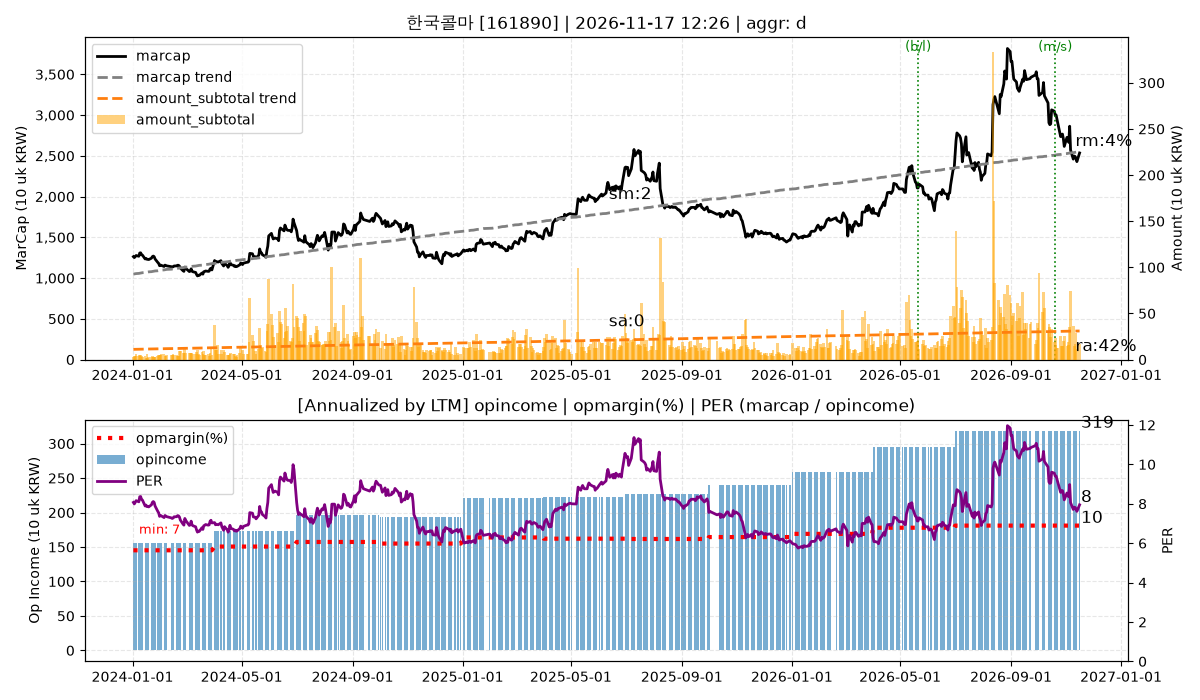 한국콜마 [161890] | 2026-11-17 12:26 | aggr: d
marcap
marcap trend
amount_subtotal trend
amount_subtotal
(b/l)
(m/s)
rm:4%
sm:2
sa:0
ra:42%
MarCap (10 uk KRW)
0
500
1,000
1,500
2,000
2,500
3,000
3,500
Amount (10 uk KRW)
0
50
100
150
200
250
300
2024-01-01
2024-05-01
2024-09-01
2025-01-01
2025-05-01
2025-09-01
2026-01-01
2026-05-01
2026-09-01
2027-01-01
[Annualized by LTM] opincome | opmargin(%) | PER (marcap / opincome)
opmargin(%)
opincome
PER
min: 7
319
8
10
Op Income (10 uk KRW)
0
50
100
150
200
250
300
PER
0
2
4
6
8
10
12
2024-01-01
2024-05-01
2024-09-01
2025-01-01
2025-05-01
2025-09-01
2026-01-01
2026-05-01
2026-09-01
2027-01-01